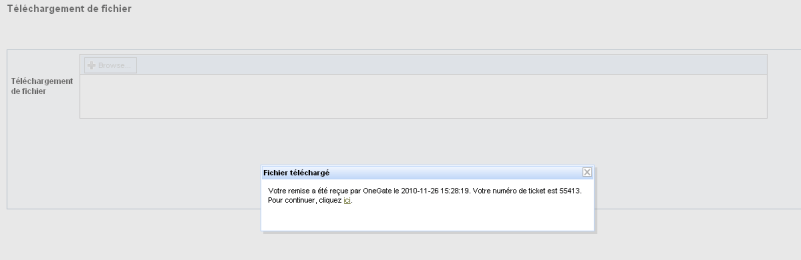 Téléchargement de fichier
Browse...
Téléchargement
de fichier
Fichier téléchargé
Votre remise a été reçue par OneGate le 2010-11-26 15:28:19. Votre numéro de ticket est 55413.
Pour continuer, cliquez ici.